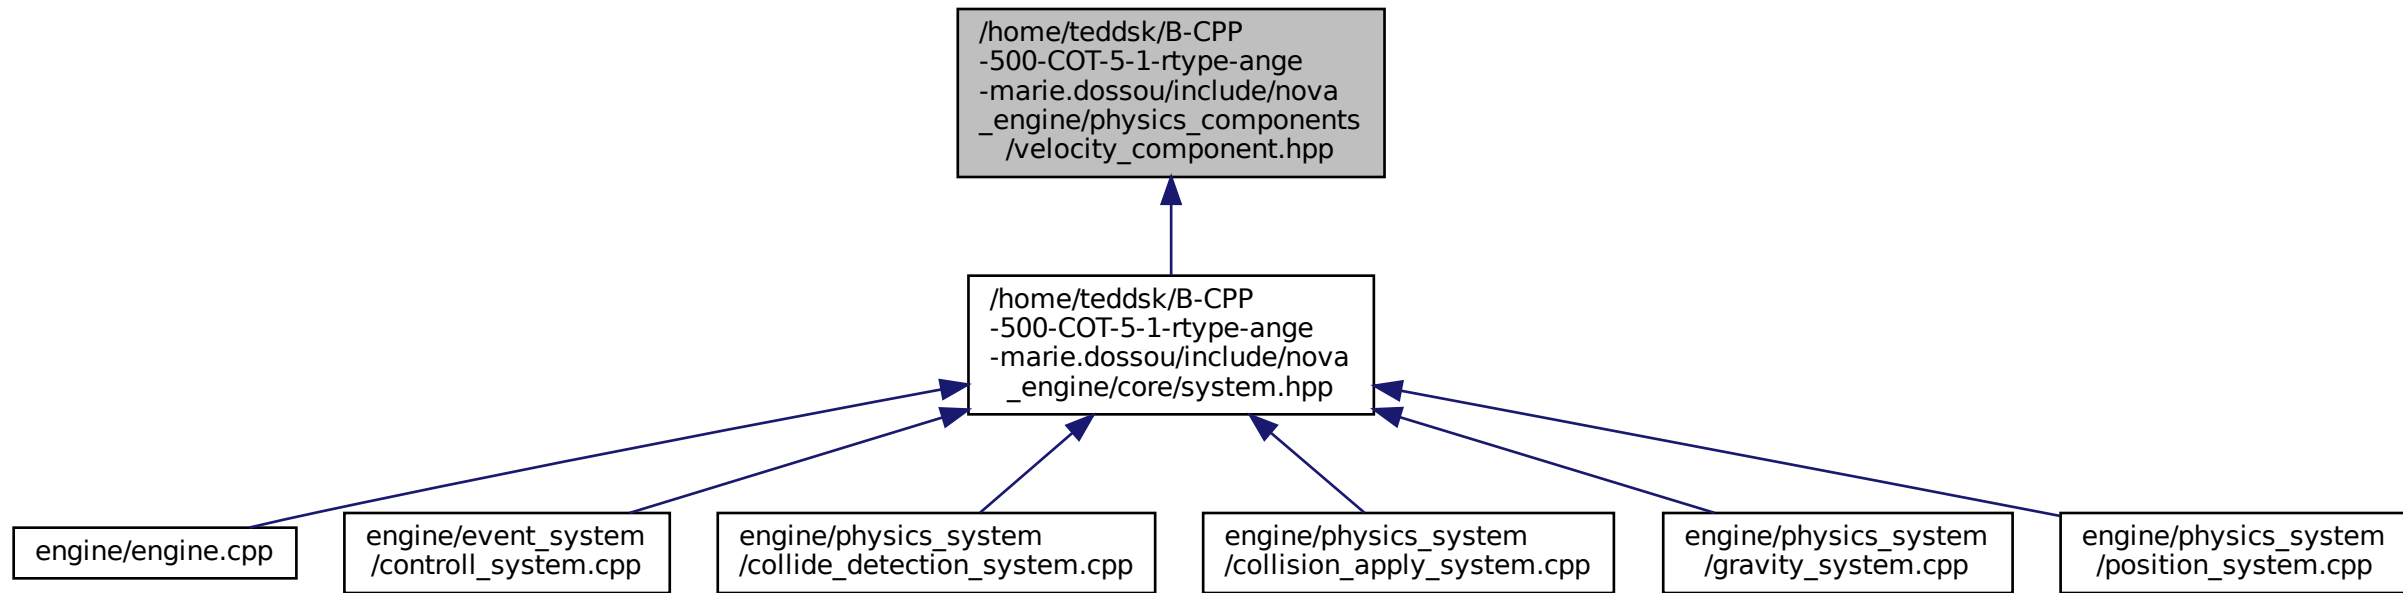 /home/teddsk/B-CPP
-500-COT-5-1-rtype-ange
-marie.dossou/include/nova
_engine/physics_components
/velocity_component.hpp
/home/teddsk/B-CPP
-500-COT-5-1-rtype-ange
-marie.dossou/include/nova
_engine/core/system.hpp
engine/engine.cpp
engine/event_system
/controll_system.cpp
engine/physics_system
/collide_detection_system.cpp
engine/physics_system
/collision_apply_system.cpp
engine/physics_system
/gravity_system.cpp
engine/physics_system
/position_system.cpp